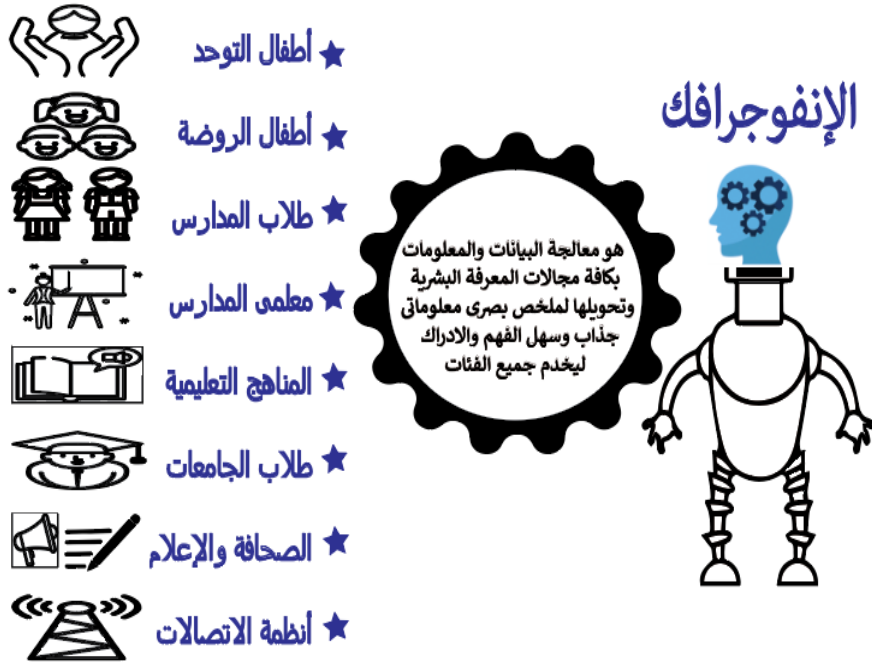 الإنفوجرافك
هو معالجة البيانات والمعلومات
بكافة مجالات المعرفة البشرية
وتحويلها لملخص بصرى معلوماتى
جذاب وسهل الفهم والادراك
ليخدم جميع الفئات
أطفال التوحد
أطفال الروضة
طلاب المدارس
معلمى المدارس
المناهج التعليمية
طلاب الجامعات
الصحافة والإعلام
أنظمة الاتصالات